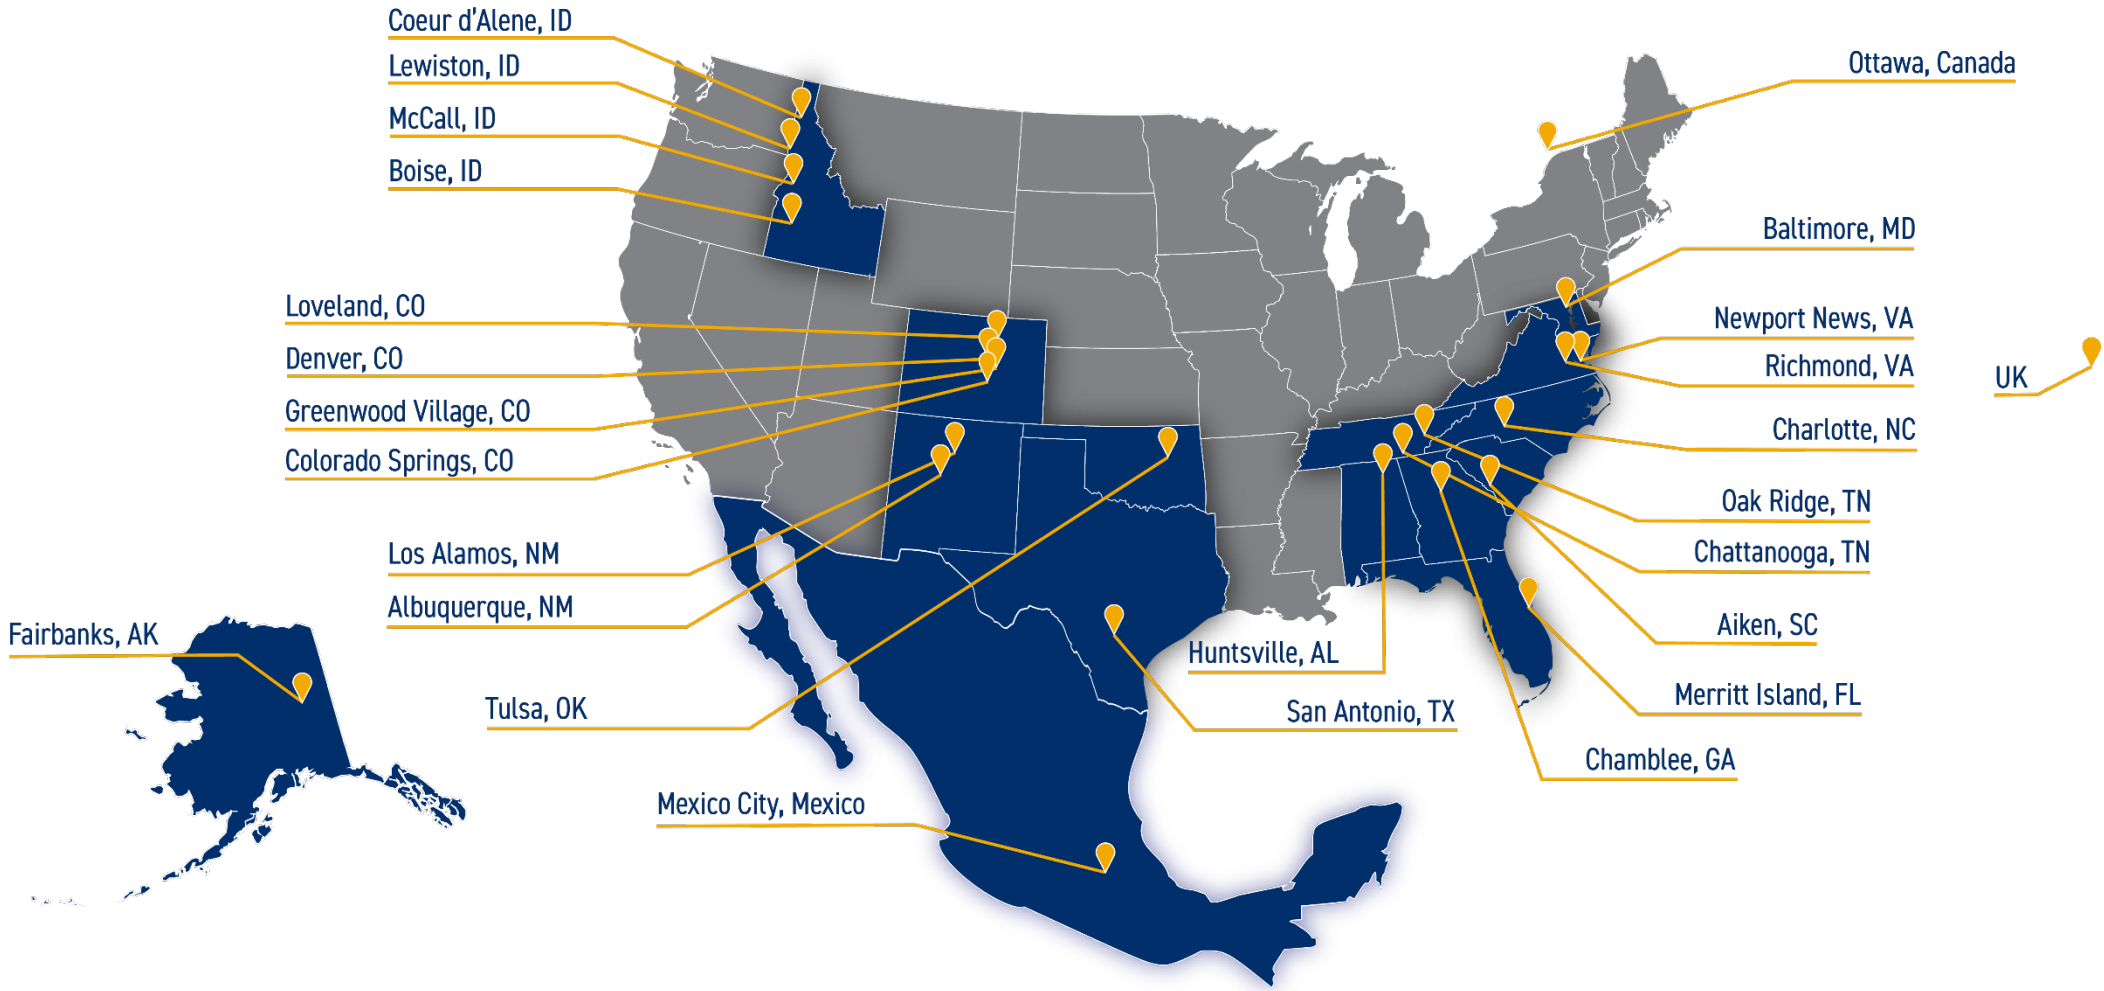 Coeur d'Alene, ID
Lewiston, ID
McCall, ID
Boise, ID
Ottawa, Canada
Baltimore, MD
Loveland, CO
Denver, CO
Greenwood Village, CO
Colorado Springs, CO
Newport News, VA
Richmond, VA
UK
Charlotte, NC
Oak Ridge, TN
Chattanooga, TN
Los Alamos, NM
Albuquerque, NM
Fairbanks, AK
Aiken, SC
Huntsville, AL
Merritt Island, FL
Tulsa, OK
San Antonio, TX
Chamblee, GA
Mexico City, Mexico